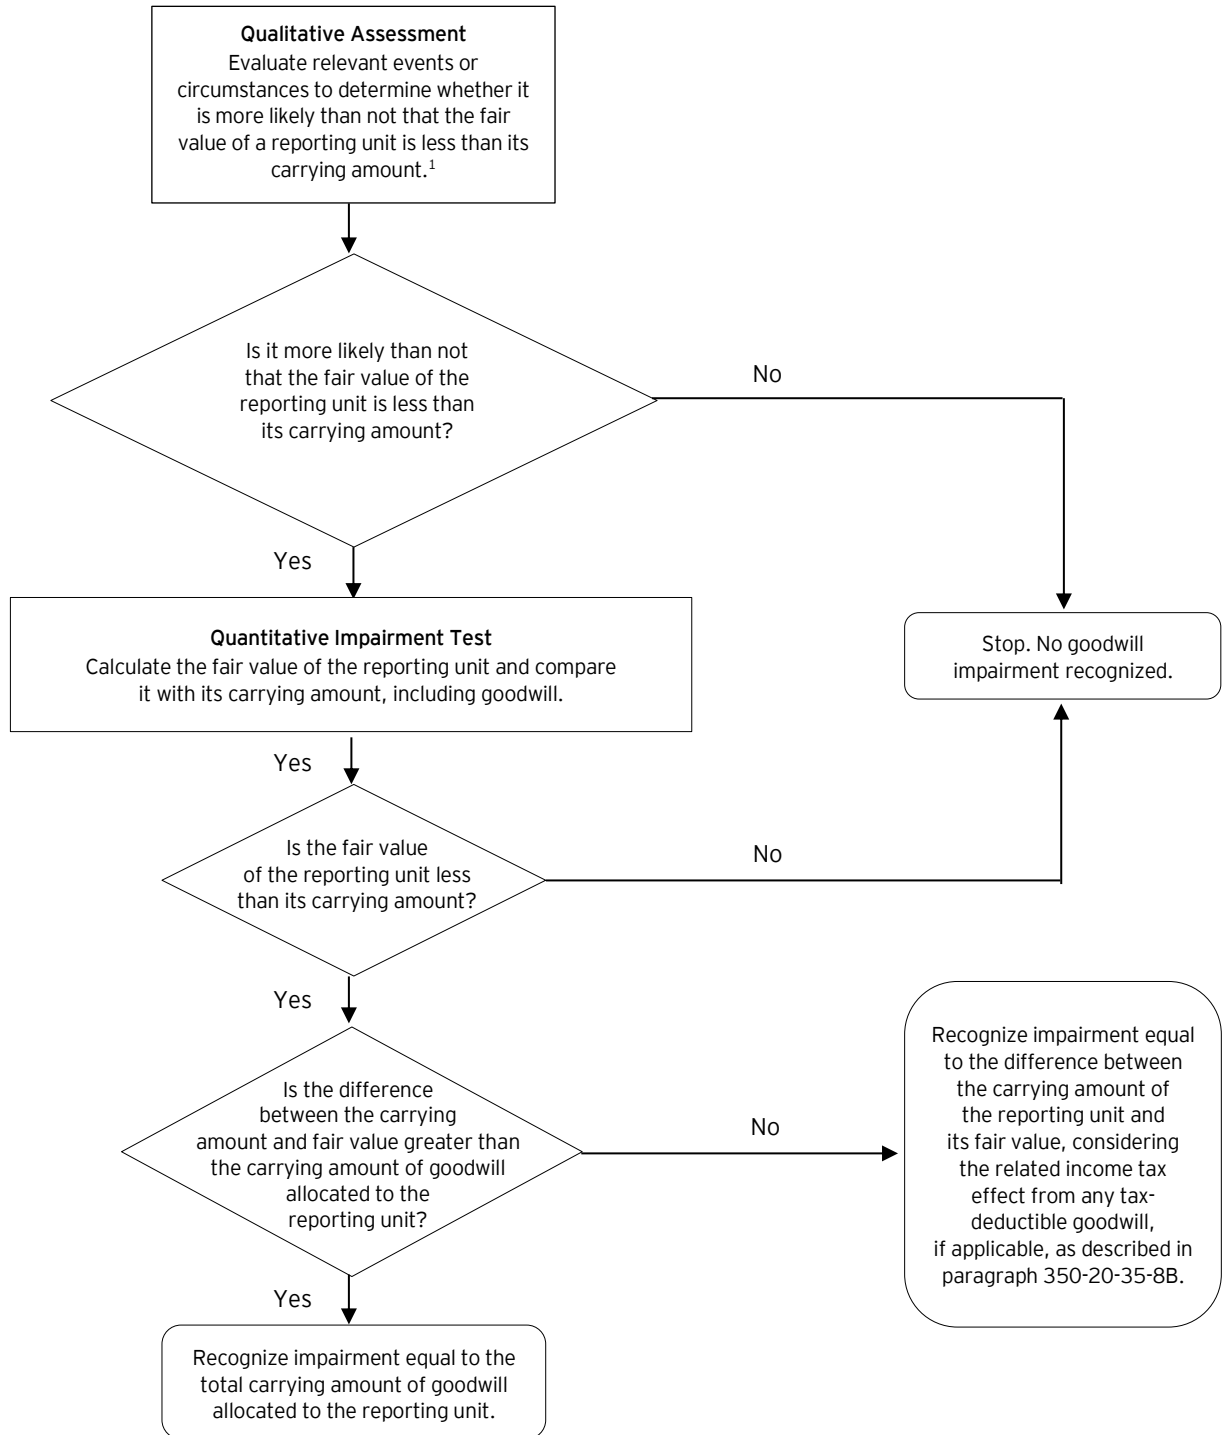 Qualitative Assessment
Evaluate relevant events or
circumstances to determine whether it
is more likely than not that the fair
value of a reporting unit is less than its
carrying amount.¹
Is it more likely than not
that the fair value of the
reporting unit is less than
its carrying amount?
No
Yes
Quantitative Impairment Test
Calculate the fair value of the reporting unit and compare
it with its carrying amount, including goodwill.
Stop. No goodwill
impairment recognized.
Yes
Is the fair value
of the reporting unit less
than its carrying amount?
No
Yes
Is the difference
between the carrying
amount and fair value greater than
the carrying amount of goodwill
allocated to the
reporting unit?
No
Recognize impairment equal
to the difference between
the carrying amount of
the reporting unit and
its fair value, considering
the related income tax
effect from any tax-
deductible goodwill,
if applicable, as described in
paragraph 350-20-35-8B.
Yes
Recognize impairment equal to the
total carrying amount of goodwill
allocated to the reporting unit.